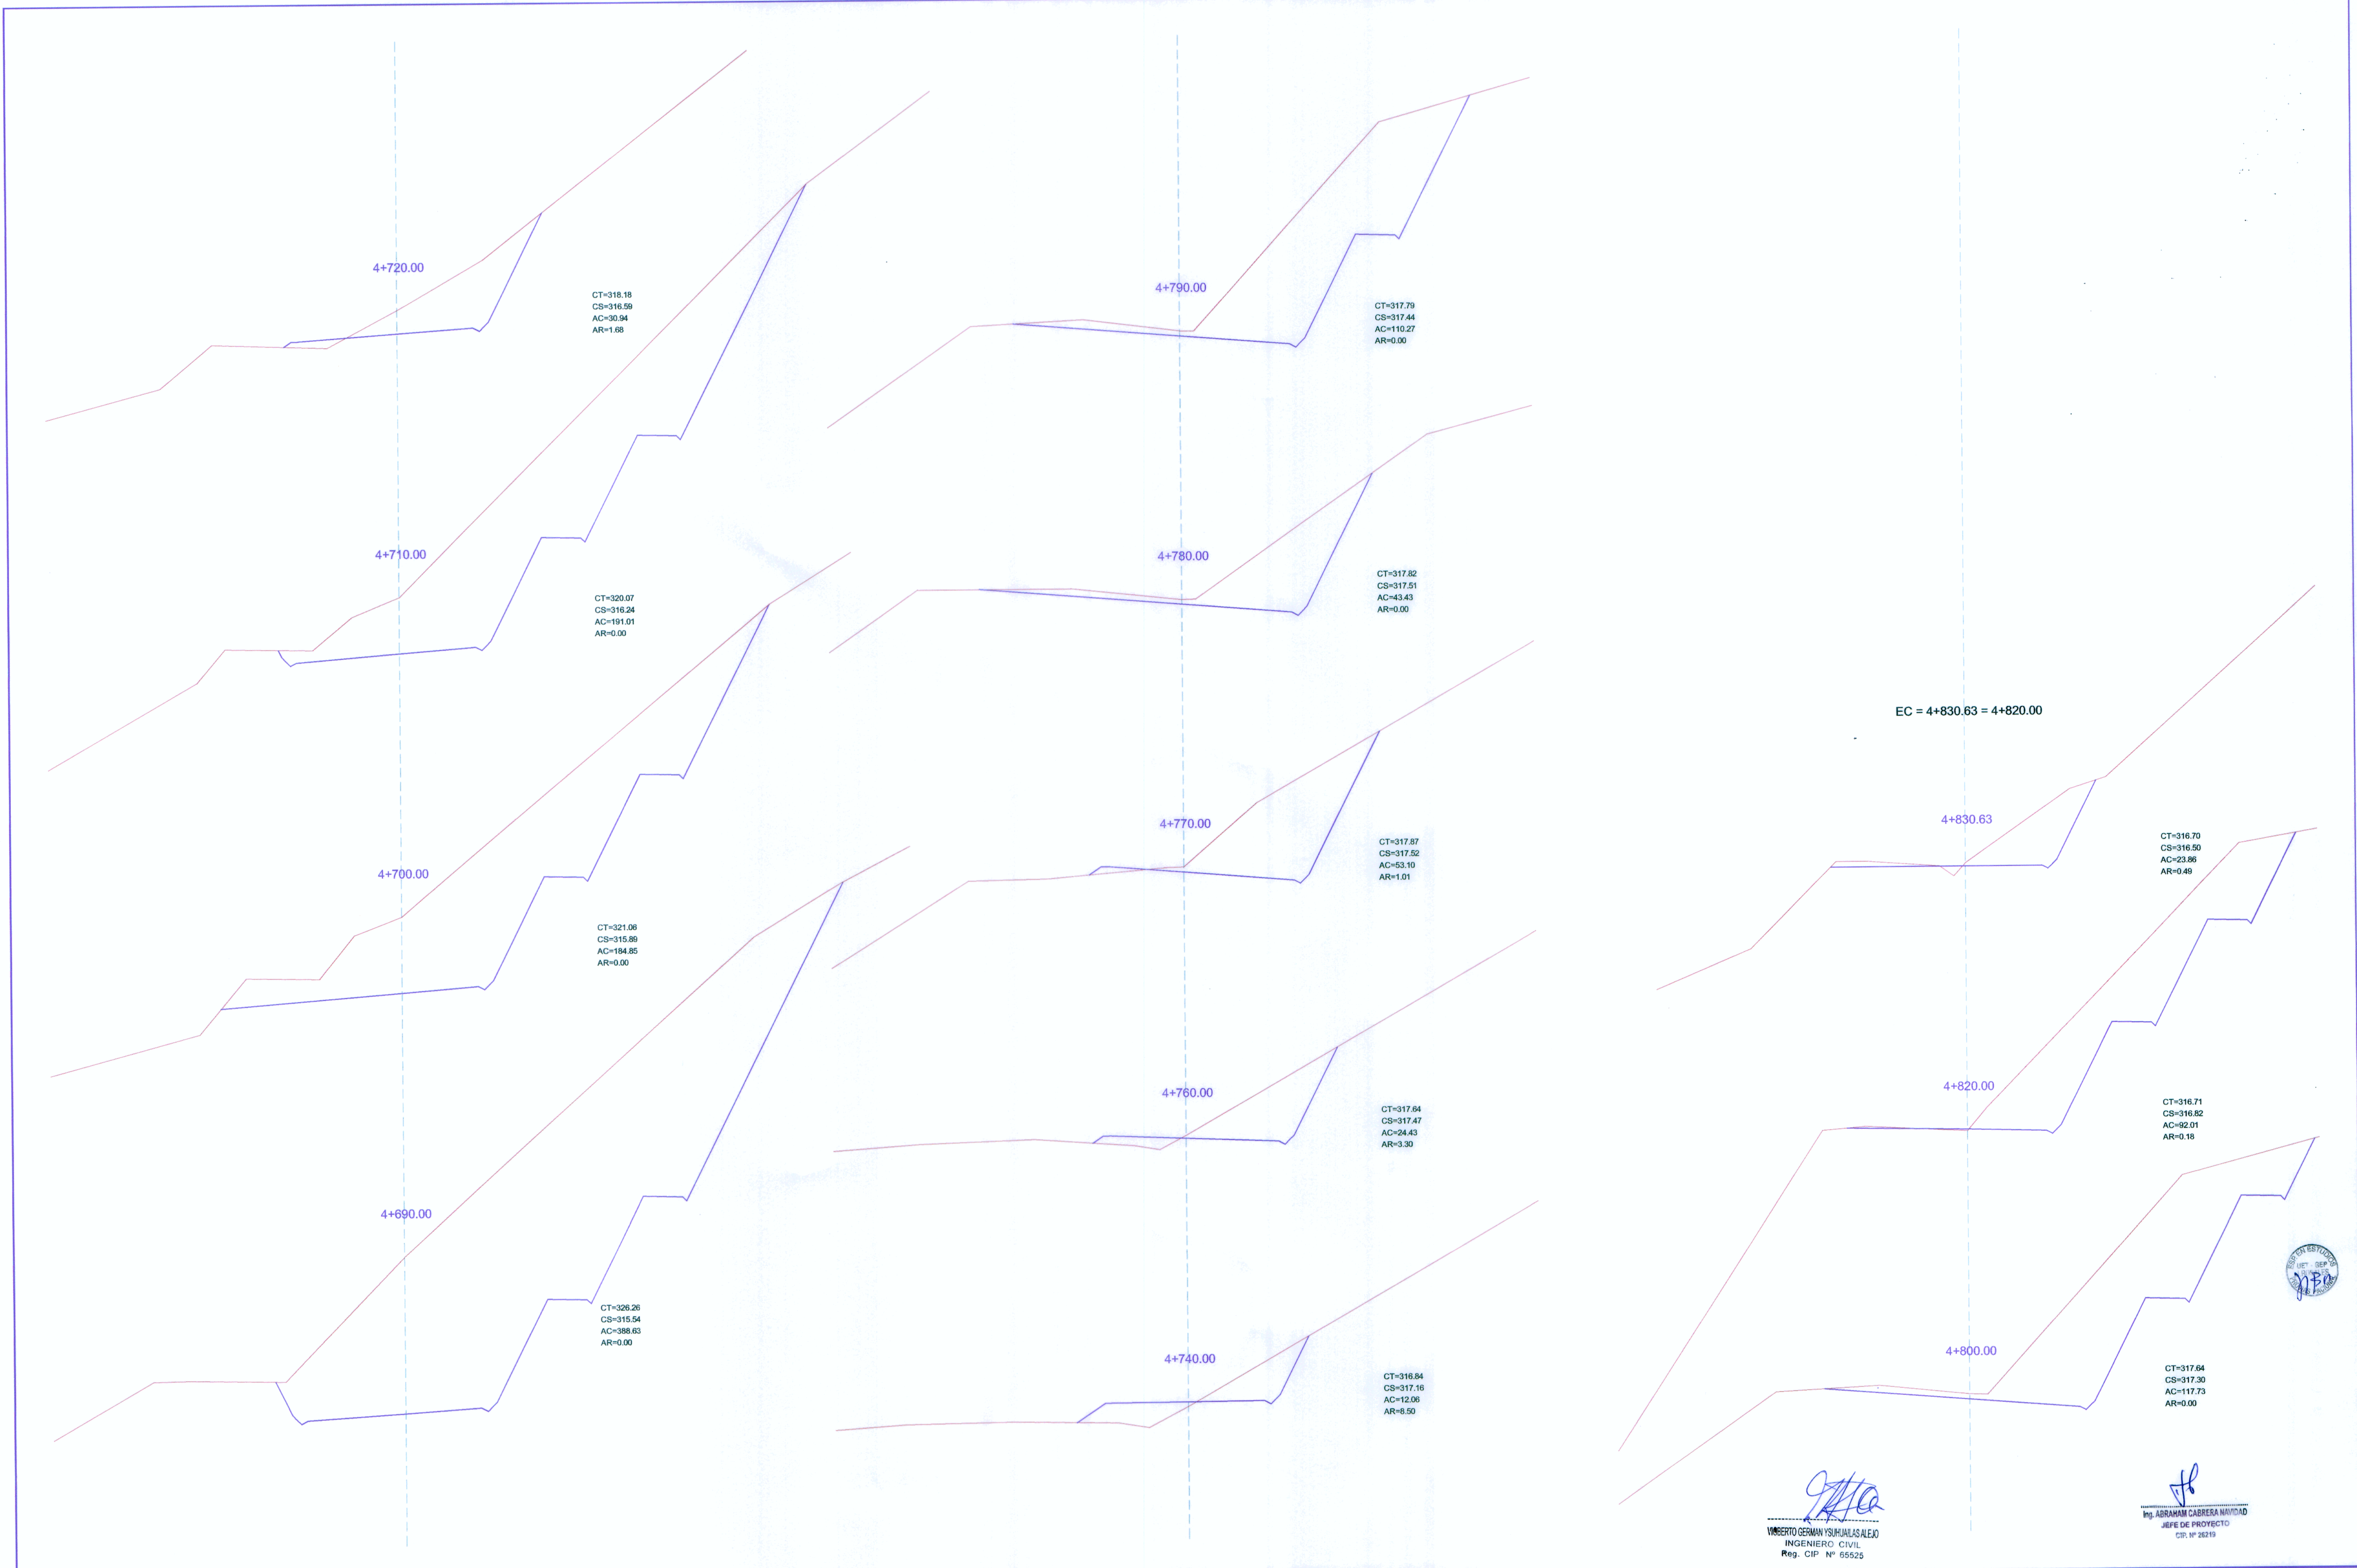 4+720.00
CT=318.18
CS=316.59
AC=30.94
AR=1.68
4+710.00
CT=320.07
CS=316.24
AC=191.01
AR=0.00
4+700.00
CT=321.06
CS=315.89
AC=184.85
AR=0.00
4+690.00
CT=326.26
CS=315.54
AC=388.63
AR=0.00
4+790.00
CT=317.79
CS=317.44
AC=110.27
AR=0.00
4+780.00
CT=317.82
CS=317.51
AC=43.43
AR=0.00
4+770.00
CT=317.87
CS=317.52
AC=53.10
AR=1.01
4+760.00
CT=317.64
CS=317.47
AC=24.43
AR=3.30
4+740.00
CT=316.84
CS=317.16
AC=12.06
AR=8.50
EC = 4+830.63 = 4+820.00
4+830.63
CT=316.70
CS=316.50
AC=23.86
AR=0.49
4+820.00
CT=316.71
CS=316.82
AC=92.01
AR=0.18
4+800.00
CT=317.64
CS=317.30
AC=117.73
AR=0.00
EN ESTUDIOS
GERMAN YSUHUAILAS ALEJO
INGENIERO CIVIL
Reg. CIP Nº 65525
Ing. ABRAHAM CABRERA NAVIDAD
JEFE DE PROYECTO
CIP. Nº 26219